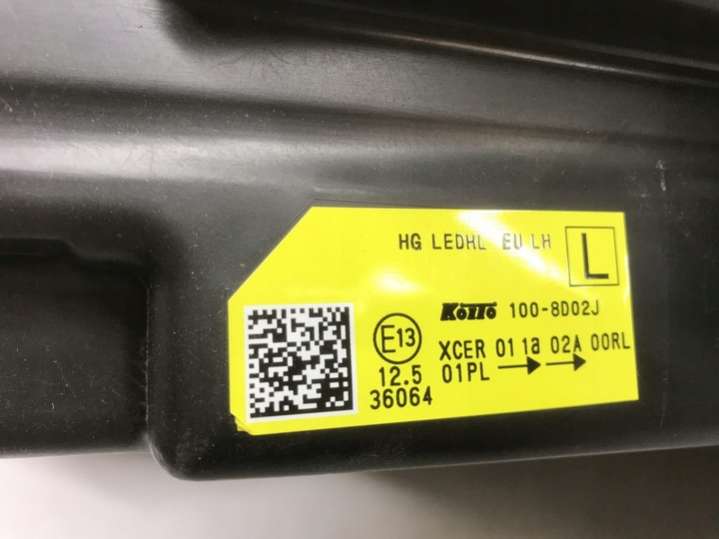 HG LEDHL EU LH L
KOITO 100-8D02J
E13 XCER 01 1a 02A 00RL
12.5 01PL →→
36064